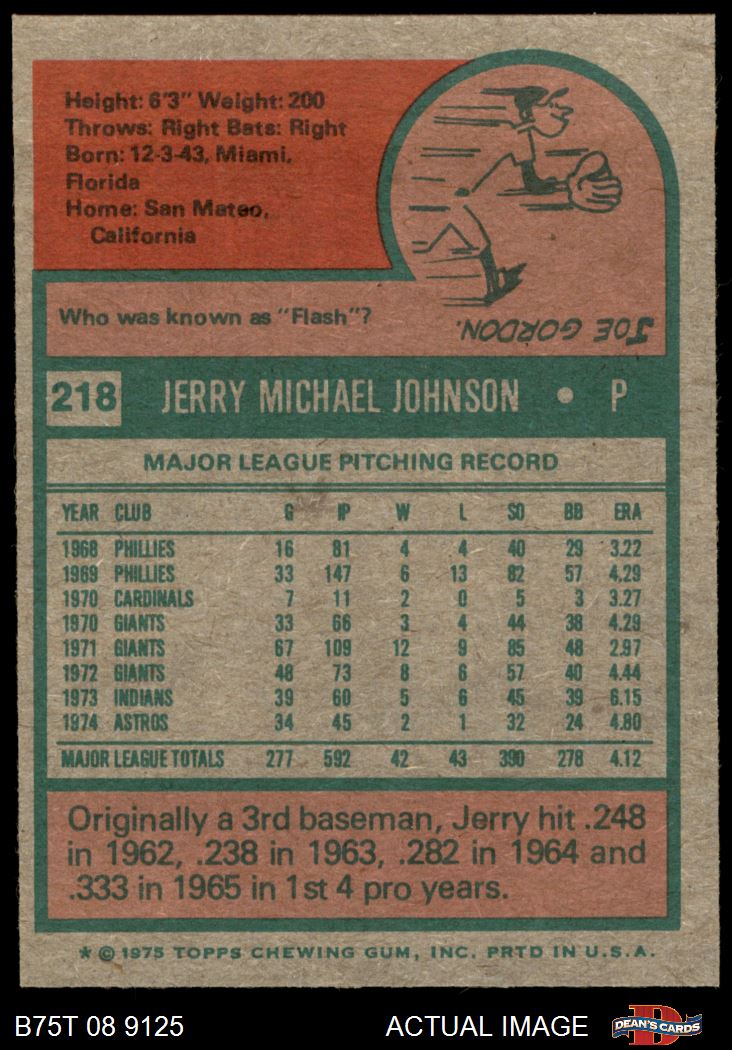 Height: 6'3" Weight: 200
Throws: Right Bats: Right
Born: 12-3-43, Miami,
Florida
Home: San Mateo,
California
Who was known as "Flash"?
JOE GORDON.
218 JERRY MICHAEL JOHNSON • P
MAJOR LEAGUE PITCHING RECORD
YEAR CLUB G IP W L SO BB ERA
1968 PHILLIES 16 81 4 4 40 29 3.22
1969 PHILLIES 33 147 6 13 82 57 4.29
1970 CARDINALS 7 11 2 0 5 3 3.27
1970 GIANTS 33 66 3 4 44 38 4.29
1971 GIANTS 67 109 12 9 85 48 2.97
1972 GIANTS 48 73 8 6 57 40 4.44
1973 INDIANS 39 60 5 6 45 39 6.15
1974 ASTROS 34 45 2 1 32 24 4.80
MAJOR LEAGUE TOTALS 277 592 42 43 390 278 4.12
Originally a 3rd baseman, Jerry hit .248
in 1962, .238 in 1963, .282 in 1964 and
.333 in 1965 in 1st 4 pro years.
* © 1975 TOPPS CHEWING GUM, INC. PRTD IN U.S.A.
B75T 08 9125 ACTUAL IMAGE
D
DEAN'S CARDS